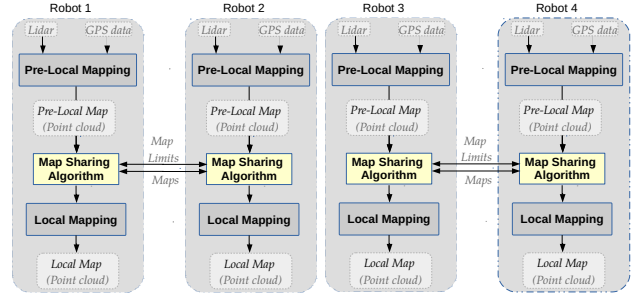 Robot 1
Robot 2
Robot 3
Robot 4
Lidar
GPS data
Lidar
GPS data
Lidar
GPS data
Lidar
GPS data
Pre-Local Mapping
Pre-Local Mapping
Pre-Local Mapping
Pre-Local Mapping
Pre-Local Map
(Point cloud)
Pre-Local Map
(Point cloud)
Pre-Local Map
(Point cloud)
Pre-Local Map
(Point cloud)
Map Sharing
Algorithm
Map
Limits
Maps
Map Sharing
Algorithm
Map Sharing
Algorithm
Map
Limits
Maps
Map Sharing
Algorithm
Local Mapping
Local Mapping
Local Mapping
Local Mapping
Local Map
(Point cloud)
Local Map
(Point cloud)
Local Map
(Point cloud)
Local Map
(Point cloud)